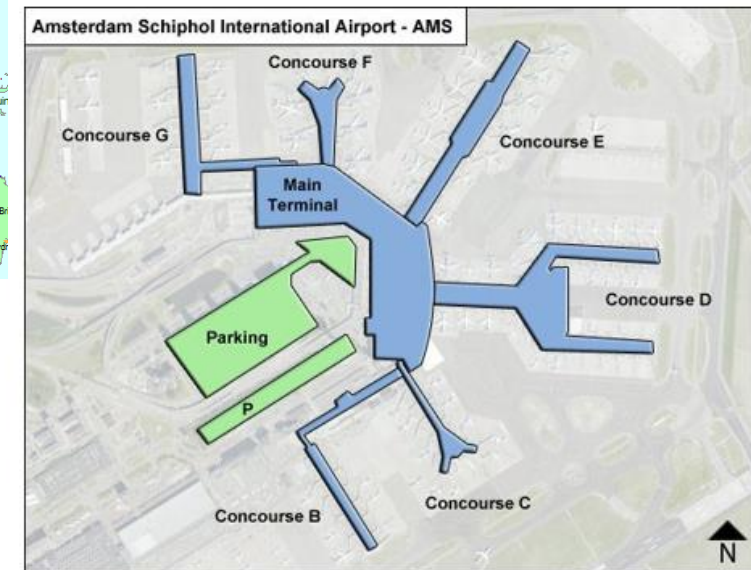 Amsterdam Schiphol International Airport - AMS
Concourse F
Concourse G
Concourse E
Main
Terminal
Concourse D
Parking
P
Concourse C
Concourse B
N